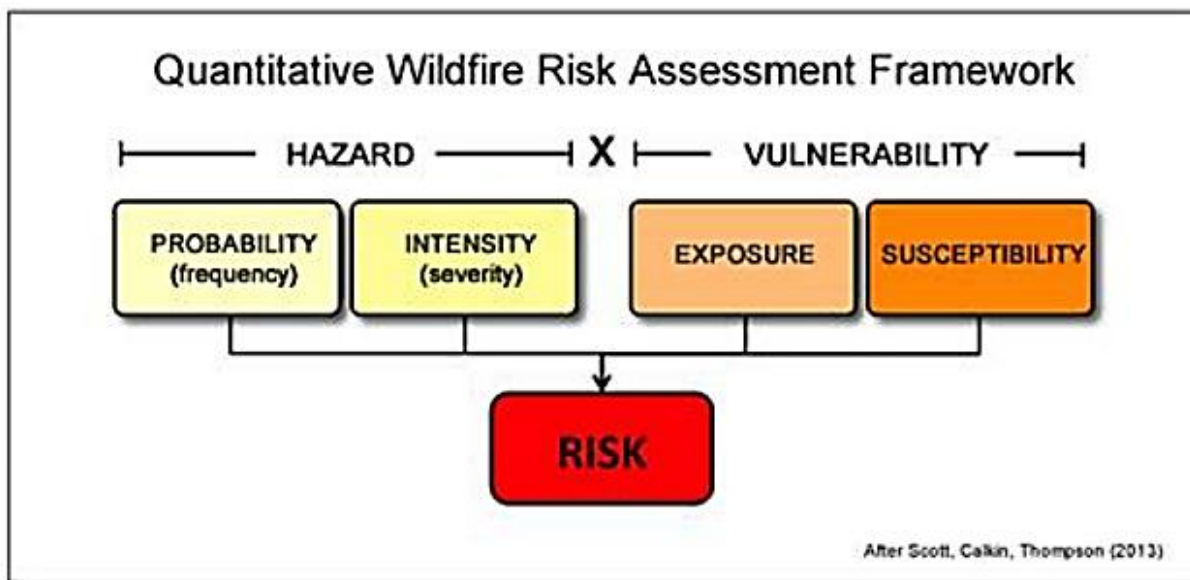 Quantitative Wildfire Risk Assessment Framework
HAZARD X VULNERABILITY
PROBABILITY
(frequency)
INTENSITY
(severity)
EXPOSURE
SUSCEPTIBILITY
RISK
After Scott, Calkin, Thompson (2013)